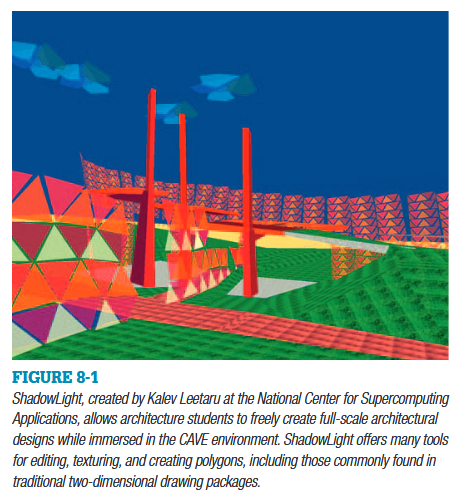 FIGURE 8-1
ShadowLight, created by Kalev Leetaru at the National Center for Supercomputing
Applications, allows architecture students to freely create full-scale architectural
designs while immersed in the CAVE environment. ShadowLight offers many tools
for editing, texturing, and creating polygons, including those commonly found in
traditional two-dimensional drawing packages.